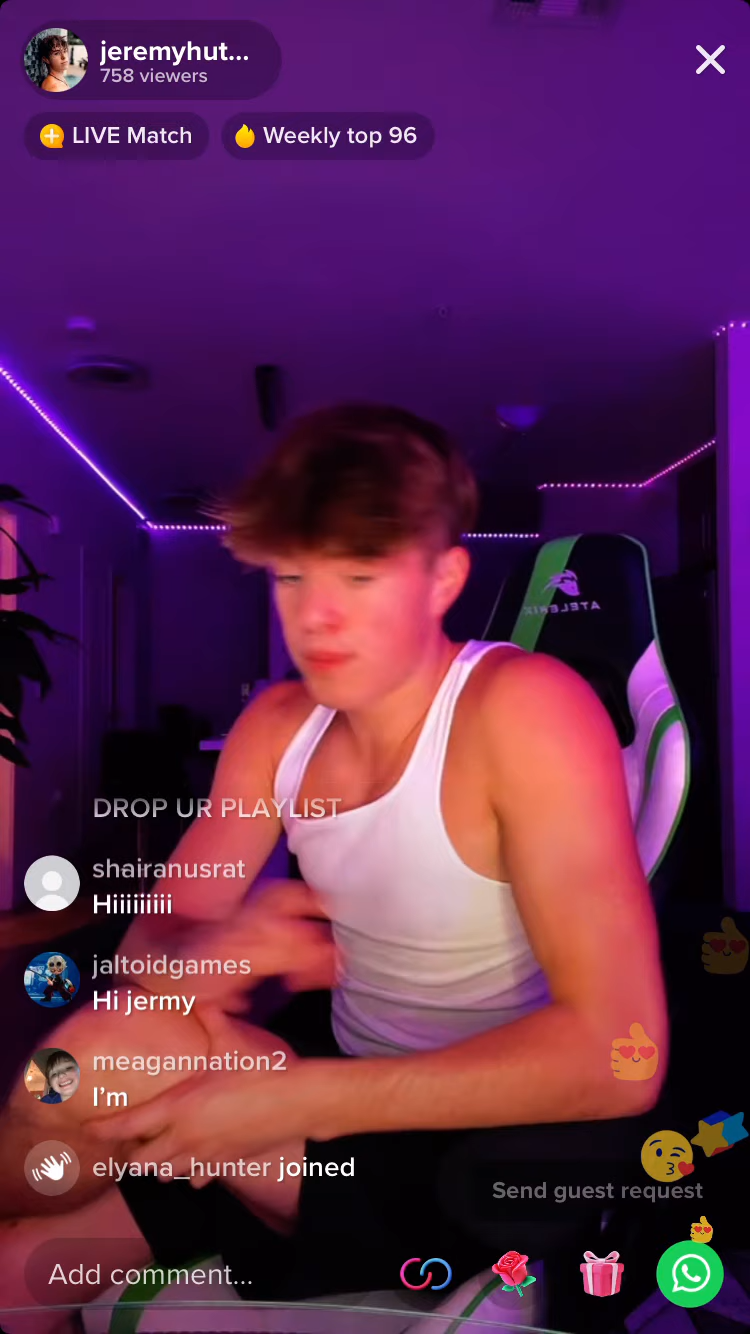 jeremyhut...
758 viewers
LIVE Match
Weekly top 96
ATELERIX
DROP UR PLAYLIST
shairanusrat
Hiiiiiiiii
jaltoidgames
Hi jermy
meagannation2
I'm
elyana_hunter joined
Send guest request
Add comment...